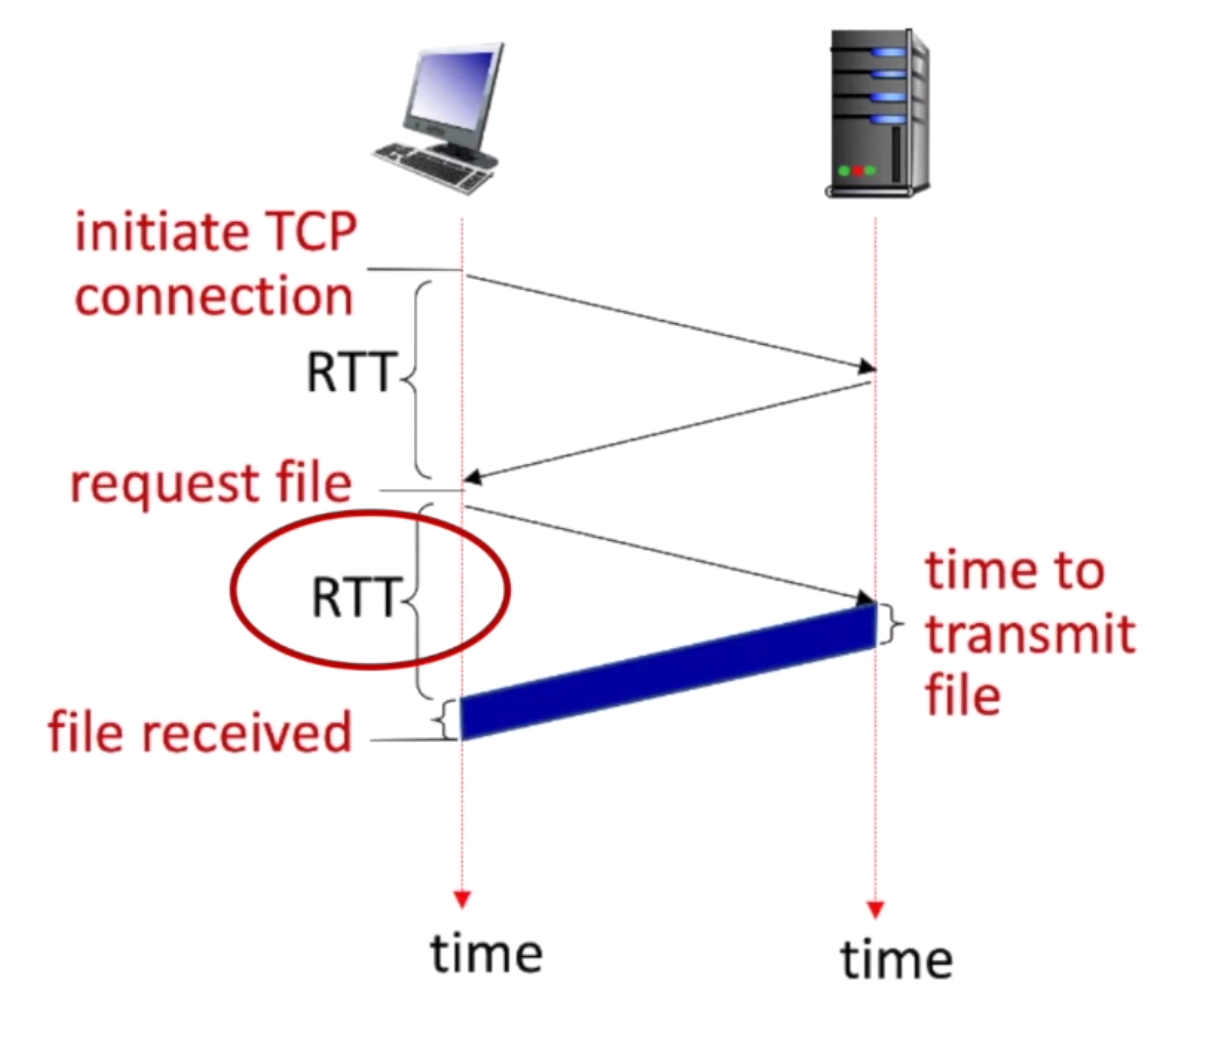 initiate TCP
connection
RTT
request file
RTT
time to
transmit
file
file received
time
time